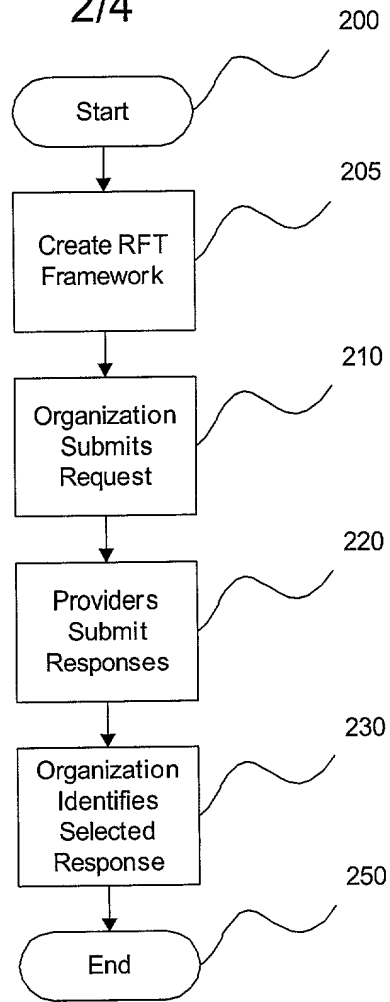 2/4
200
Start
205
Create RFT
Framework
210
Organization
Submits
Request
220
Providers
Submit
Responses
230
Organization
Identifies
Selected
Response
250
End